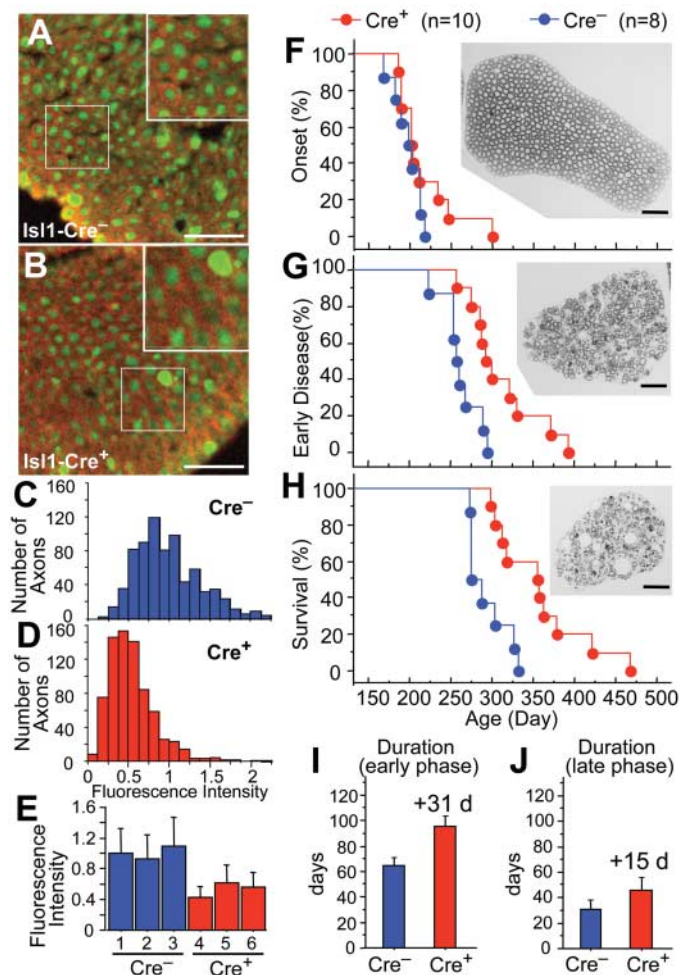 Cre⁺ (n=10)
Cre⁻ (n=8)
A
Isl1-Cre⁻
B
Isl1-Cre⁺
C
Cre⁻
Number of
Axons
160
120
80
40
0
D
Cre⁺
Number of
Axons
160
120
80
40
0
0 0.5 1 1.5 2
Fluorescence Intensity
E
Fluorescence
Intensity
1.6
1.2
0.8
0.4
0
1 2 3 4 5 6
Cre⁻ Cre⁺
F
Onset (%)
100
80
60
40
20
0
G
Early Disease(%)
100
80
60
40
20
0
H
Survival (%)
100
80
60
40
20
0
150 200 250 300 350 400 450 500
Age (Day)
I
Duration
(early phase)
days
120
100
80
60
40
20
0
+31 d
Cre⁻ Cre⁺
J
Duration
(late phase)
days
120
100
80
60
40
20
0
+15 d
Cre⁻ Cre⁺